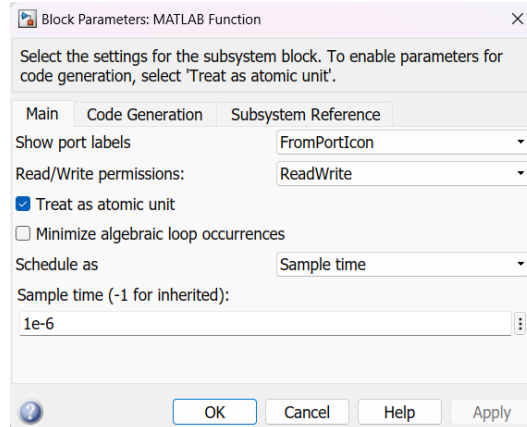 Block Parameters: MATLAB Function
Select the settings for the subsystem block. To enable parameters for
code generation, select 'Treat as atomic unit'.
Main Code Generation Subsystem Reference
Show port labels FromPortIcon
Read/Write permissions: ReadWrite
Treat as atomic unit
Minimize algebraic loop occurrences
Schedule as Sample time
Sample time (-1 for inherited):
1e-6
OK Cancel Help Apply